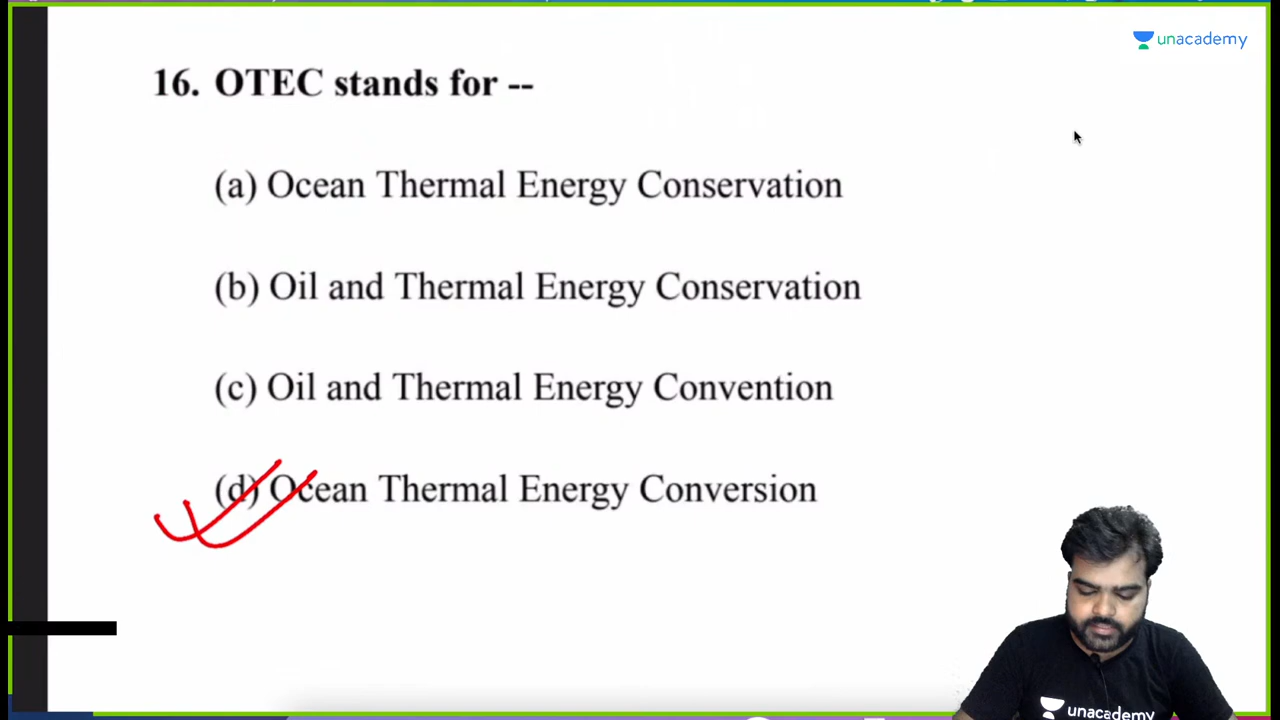 unacademy
16. OTEC stands for --
(a) Ocean Thermal Energy Conservation
(b) Oil and Thermal Energy Conservation
(c) Oil and Thermal Energy Convention
(d) Ocean Thermal Energy Conversion
unacademy